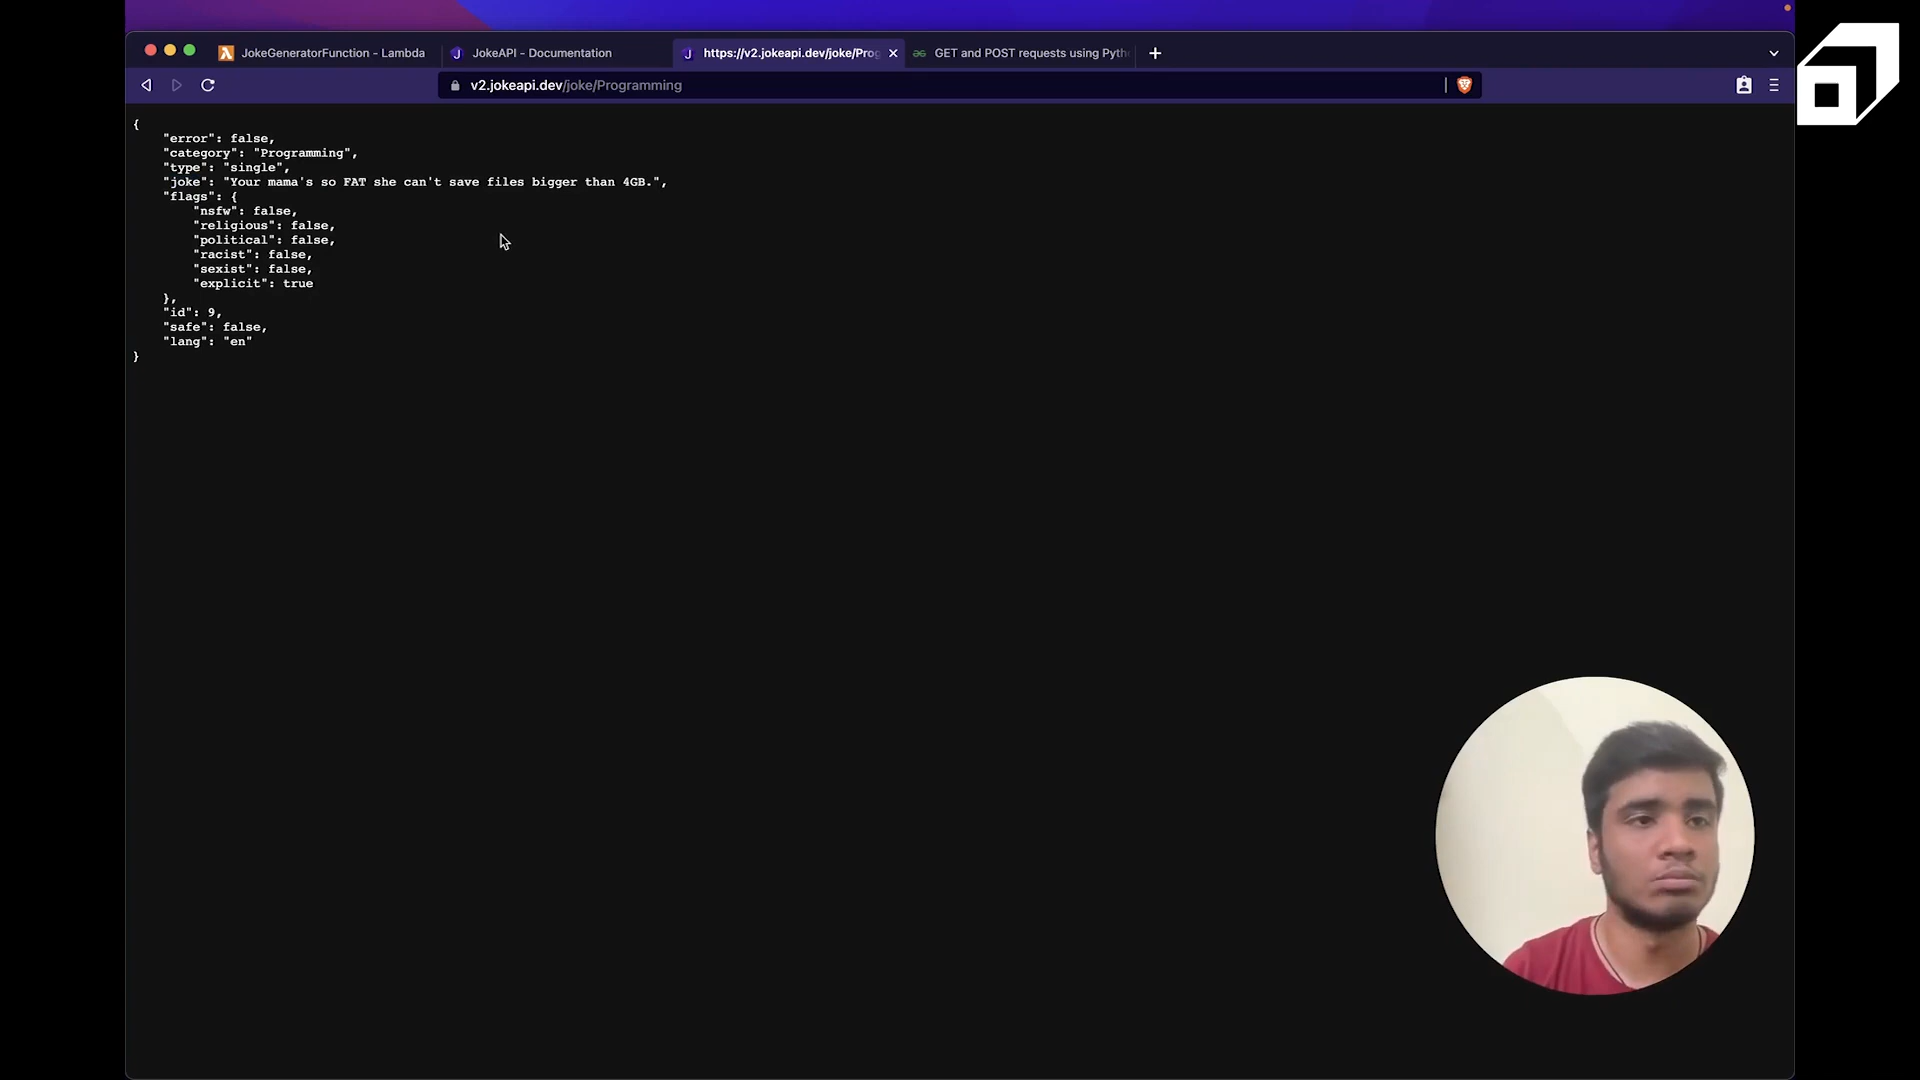 JokeGeneratorFunction - Lambda
JokeAPI - Documentation
https://v2.jokeapi.dev/joke/Prog
GET and POST requests using Pyth
v2.jokeapi.dev/joke/Programming
{
"error": false,
"category": "Programming",
"type": "single",
"joke": "Your mama's so FAT she can't save files bigger than 4GB.",
"flags": {
"nsfw": false,
"religious": false,
"political": false,
"racist": false,
"sexist": false,
"explicit": true
},
"id": 9,
"safe": false,
"lang": "en"
}